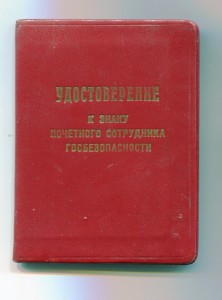 УДОСТОВЕРЕНИЕ
К ЗНАКУ
ПОЧЕТНОГО СОТРУДНИКА
ГОСБЕЗОПАСНОСТИ